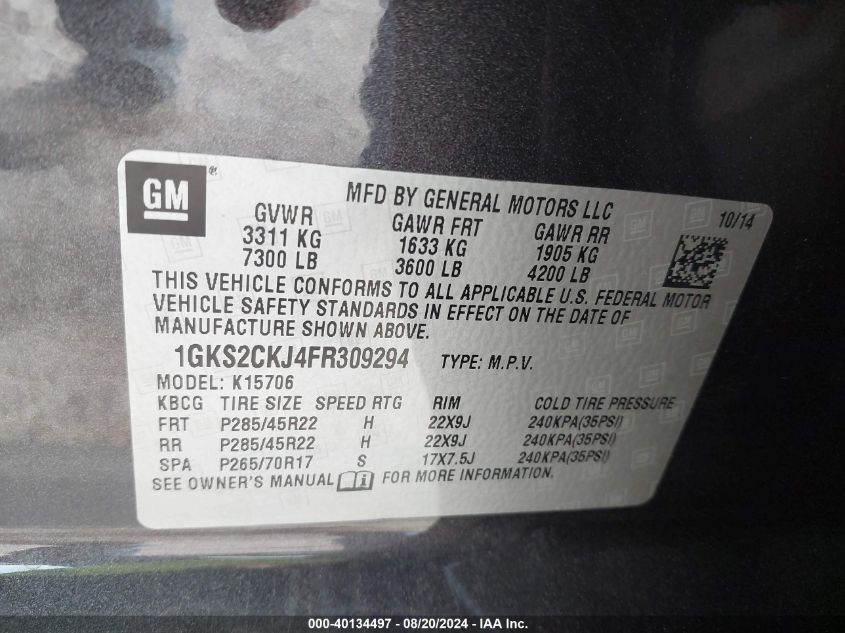 GM®
MFD BY GENERAL MOTORS LLC
10/14
GVWR GAWR FRT GAWR RR
3311 KG 1633 KG 1905 KG
7300 LB 3600 LB 4200 LB
THIS VEHICLE CONFORMS TO ALL APPLICABLE U.S. FEDERAL MOTOR
VEHICLE SAFETY STANDARDS IN EFFECT ON THE DATE OF
MANUFACTURE SHOWN ABOVE.
1GKS2CKJ4FR309294 TYPE: M.P.V.
MODEL: K15706
KBCG TIRE SIZE SPEED RTG RIM COLD TIRE PRESSURE
FRT P285/45R22 H 22X9J 240KPA(35PSI)
RR P285/45R22 H 22X9J 240KPA(35PSI)
SPA P265/70R17 S 17X7.5J 240KPA(35PSI)
SEE OWNER'S MANUAL FOR MORE INFORMATION.
000-40134497 - 08/20/2024 - IAA Inc.